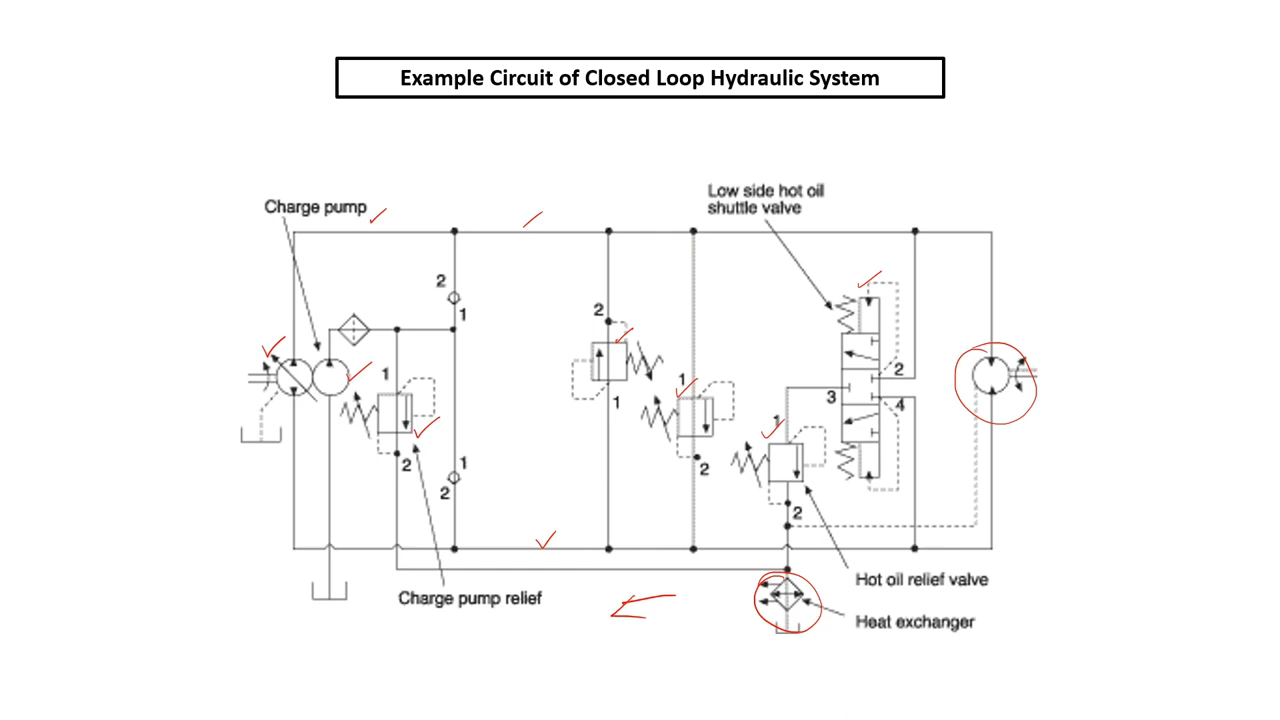 Example Circuit of Closed Loop Hydraulic System
Low side hot oil
shuttle valve
Charge pump
2
1
2
1
1
2
1
2
1
2
3
4
1
2
1
2
2
Hot oil relief valve
Charge pump relief
Heat exchanger